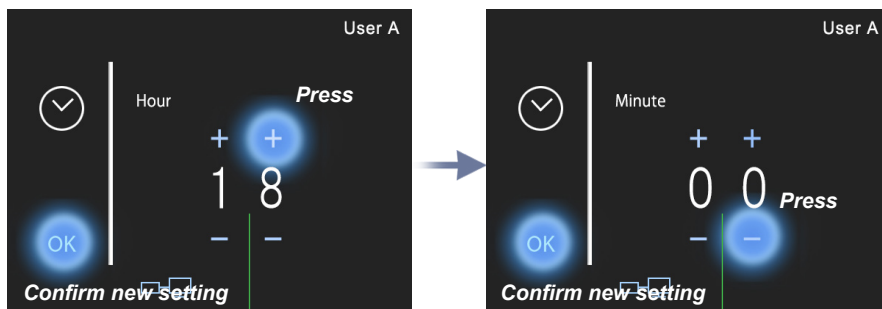 User A
Hour
Press
+ +
1 8
OK
- -
Confirm new setting
User A
Minute
+ +
0 0
Press
OK
- -
Confirm new setting